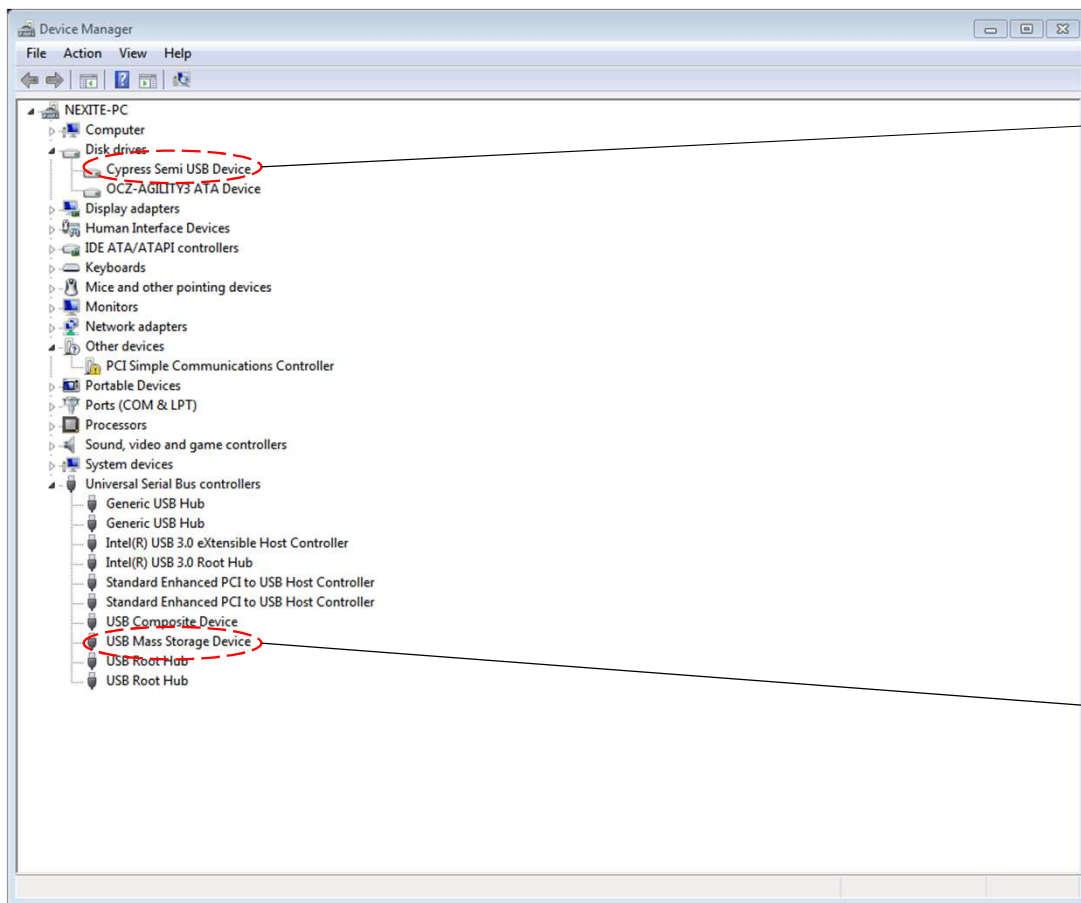 Device Manager
File Action View Help
NEXITE-PC
Computer
Disk drives
Cypress Semi USB Device
OCZ-AGILITY3 ATA Device
Display adapters
Human Interface Devices
IDE ATA/ATAPI controllers
Keyboards
Mice and other pointing devices
Monitors
Network adapters
Other devices
PCI Simple Communications Controller
Portable Devices
Ports (COM & LPT)
Processors
Sound, video and game controllers
System devices
Universal Serial Bus controllers
Generic USB Hub
Generic USB Hub
Intel(R) USB 3.0 eXtensible Host Controller
Intel(R) USB 3.0 Root Hub
Standard Enhanced PCI to USB Host Controller
Standard Enhanced PCI to USB Host Controller
USB Composite Device
USB Mass Storage Device
USB Root Hub
USB Root Hub